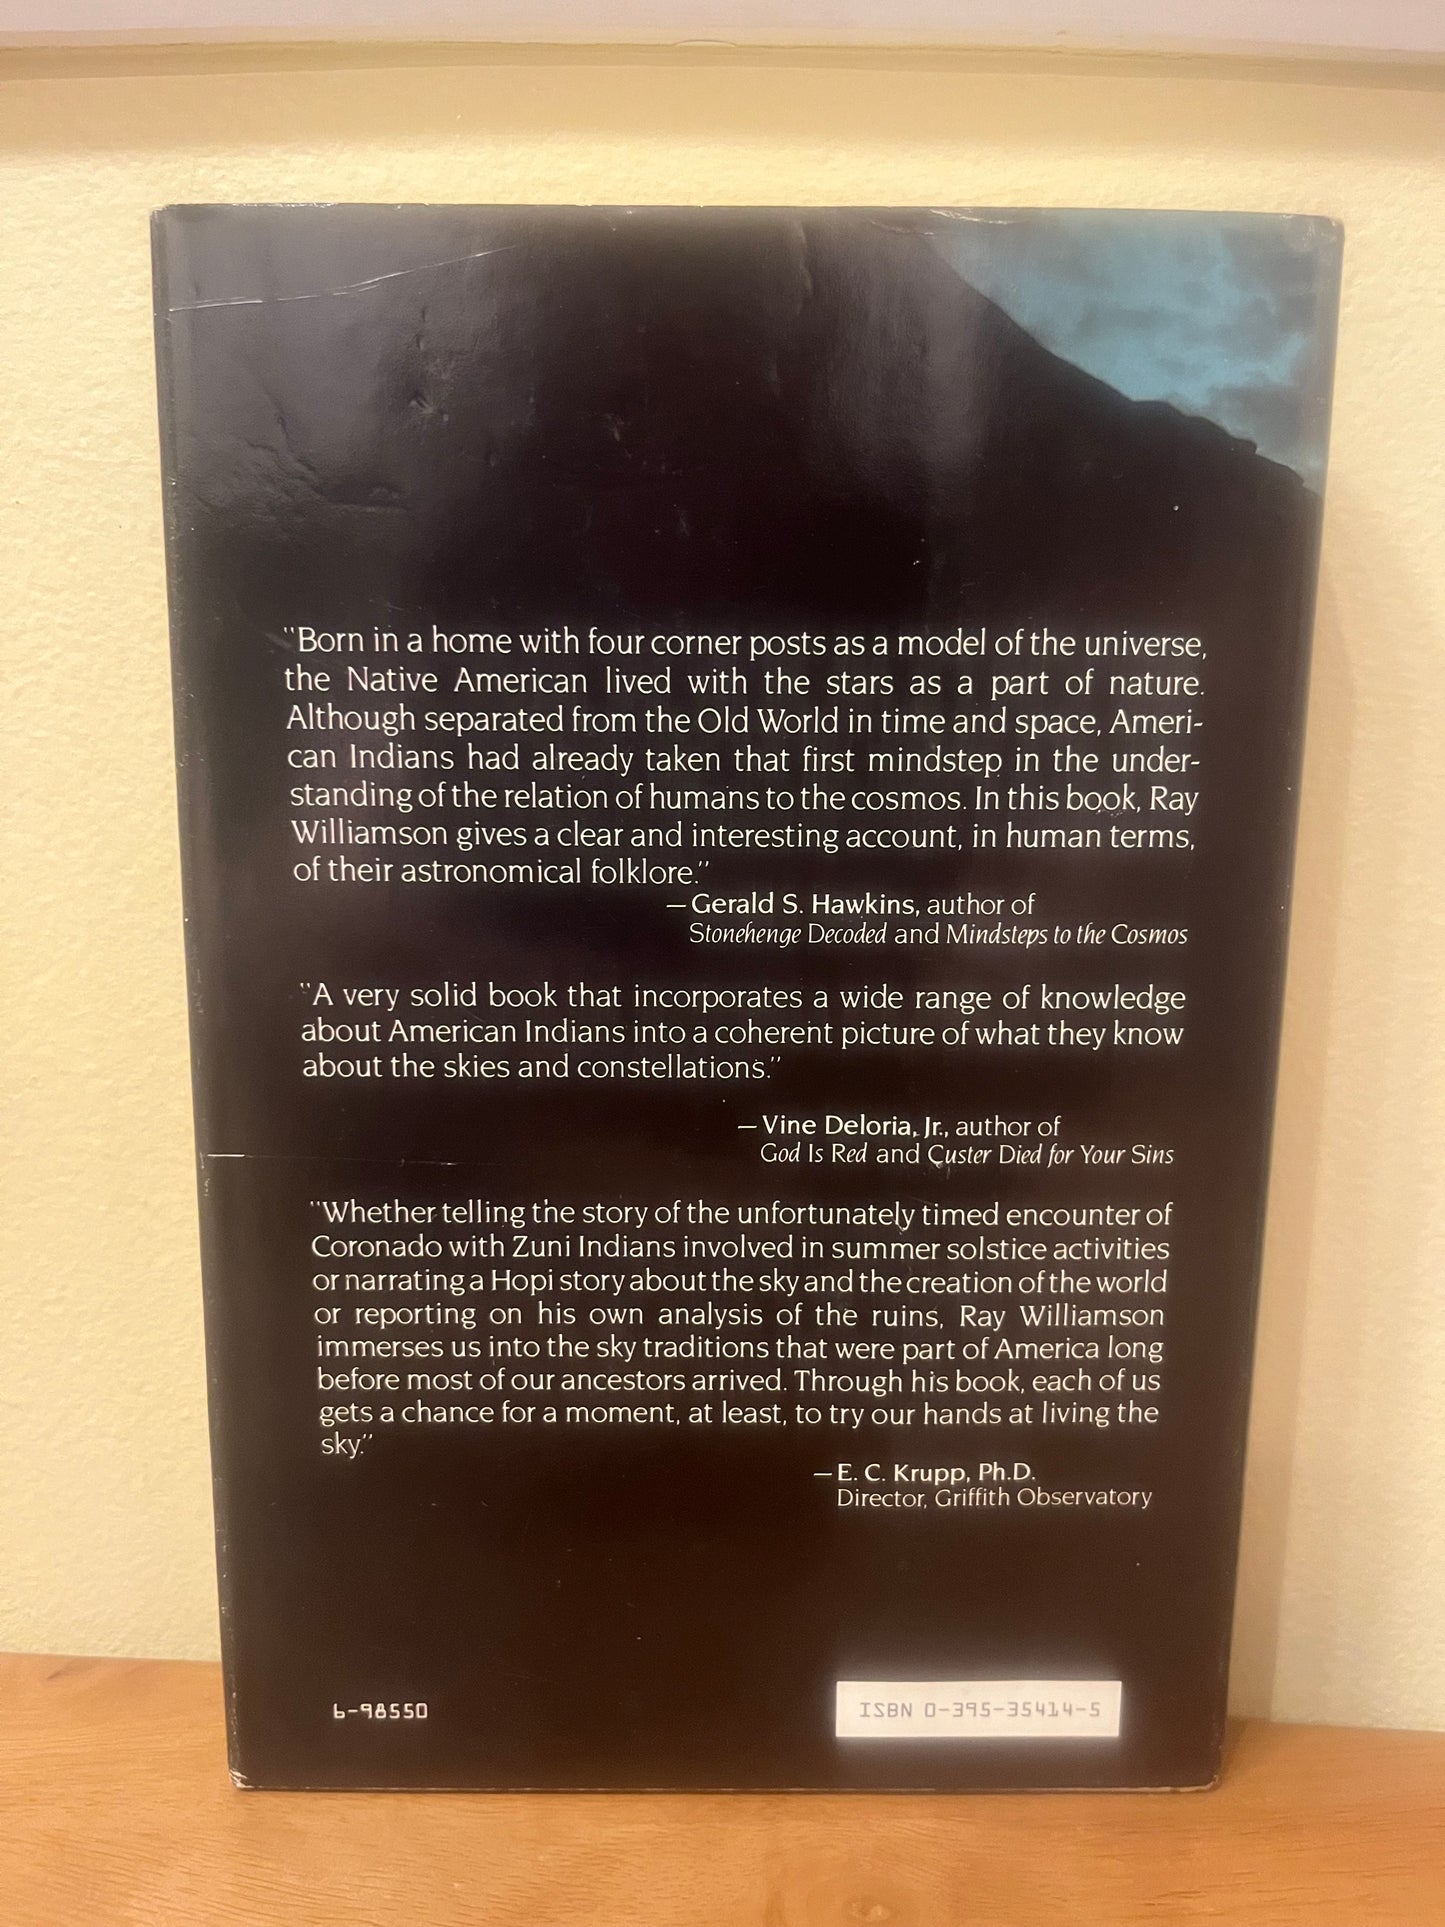 "Born in a home with four corner posts as a model of the universe,
the Native American lived with the stars as a part of nature.
Although separated from the Old World in time and space, Ameri-
can Indians had already taken that first mindstep in the under-
standing of the relation of humans to the cosmos. In this book, Ray
Williamson gives a clear and interesting account, in human terms,
of their astronomical folklore."
—Gerald S. Hawkins, author of
Stonehenge Decoded and Mindsteps to the Cosmos
"A very solid book that incorporates a wide range of knowledge
about American Indians into a coherent picture of what they know
about the skies and constellations."
—Vine Deloria, Jr., author of
God Is Red and Custer Died for Your Sins
"Whether telling the story of the unfortunately timed encounter of
Coronado with Zuni Indians involved in summer solstice activities
or narrating a Hopi story about the sky and the creation of the world
or reporting on his own analysis of the ruins, Ray Williamson
immerses us into the sky traditions that were part of America long
before most of our ancestors arrived. Through his book, each of us
gets a chance for a moment, at least, to try our hands at living the
sky."
—E. C. Krupp, Ph.D.
Director, Griffith Observatory
6-98550
ISBN 0-395-35414-5